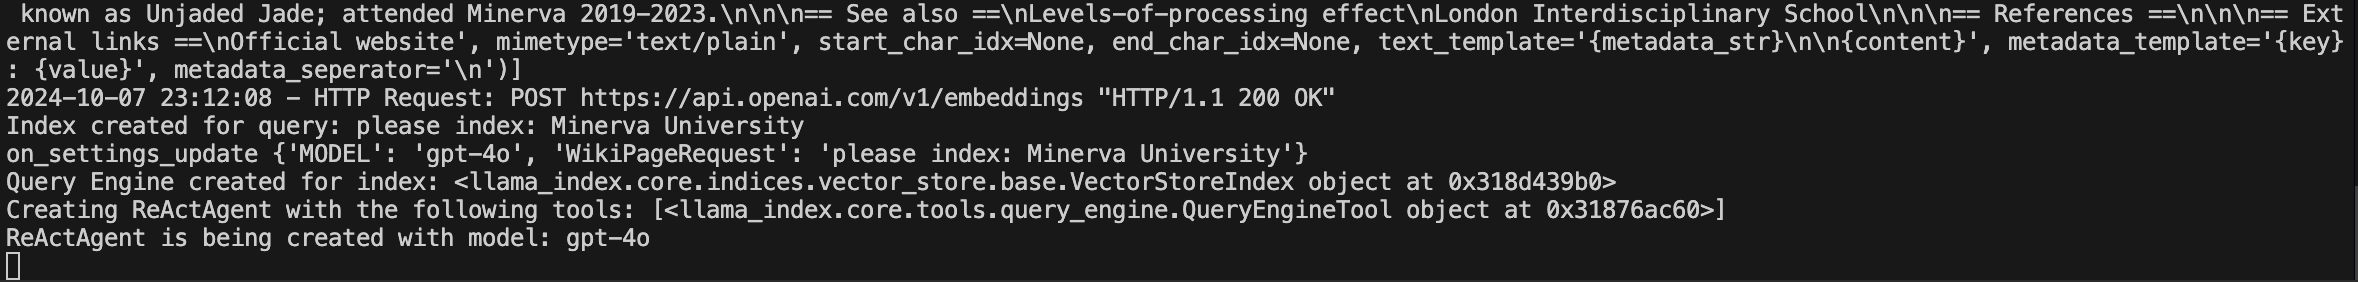 known as Unjaded Jade; attended Minerva 2019-2023.\n\n\n== See also ==\nLevels-of-processing effect\nLondon Interdisciplinary School\n\n\n== References ==\n\n\n== Ext
ernal links ==\nOfficial website', mimetype='text/plain', start_char_idx=None, end_char_idx=None, text_template='{metadata_str}\n\n{content}', metadata_template='{key}
: {value}', metadata_seperator='\n')]
2024-10-07 23:12:08 - HTTP Request: POST https://api.openai.com/v1/embeddings "HTTP/1.1 200 OK"
Index created for query: please index: Minerva University
on_settings_update {'MODEL': 'gpt-4o', 'WikiPageRequest': 'please index: Minerva University'}
Query Engine created for index: <llama_index.core.indices.vector_store.base.VectorStoreIndex object at 0x318d439b0>
Creating ReActAgent with the following tools: [<llama_index.core.tools.query_engine.QueryEngineTool object at 0x31876ac60>]
ReActAgent is being created with model: gpt-4o